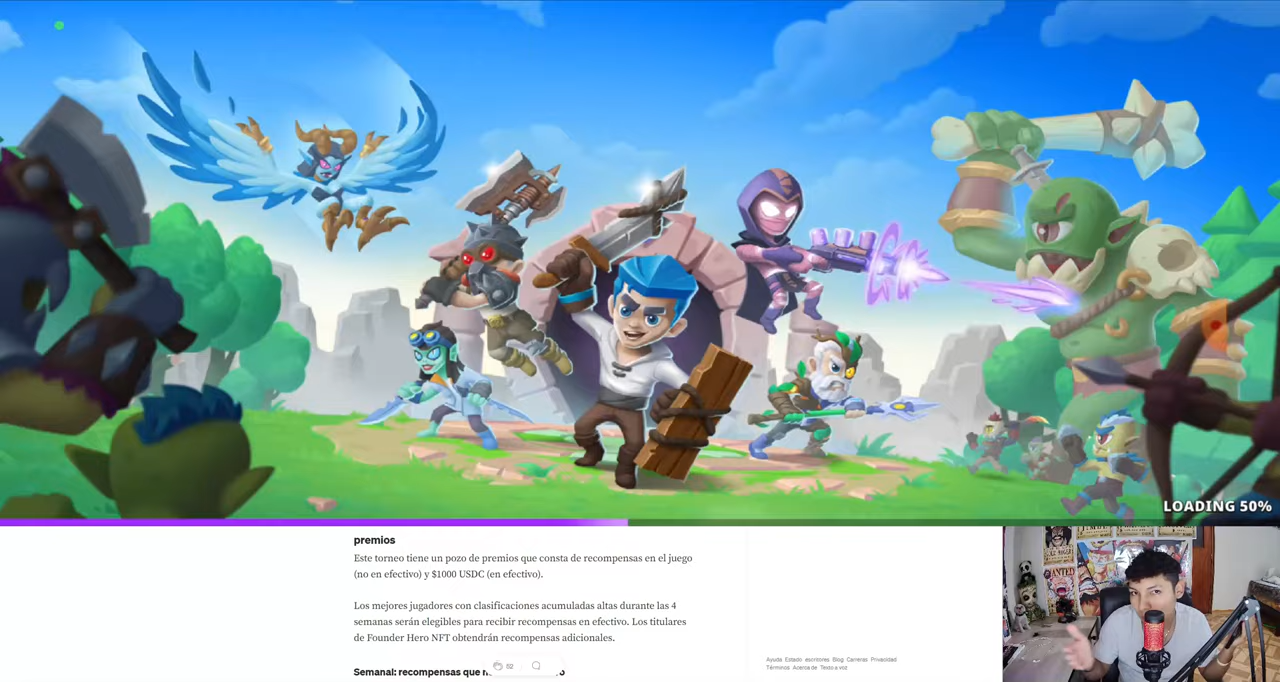 LOADING 50%
premios
Este torneo tiene un pozo de premios que consta de recompensas en el juego
(no en efectivo) y $1000 USDC (en efectivo).
Los mejores jugadores con clasificaciones acumuladas altas durante las 4
semanas serán elegibles para recibir recompensas en efectivo. Los titulares
de Founder Hero NFT obtendrán recompensas adicionales.
Semanal: recompensas que
52
Ayuda Estado escritores Blog Carreras Privacidad
Términos Acerca de Texto a voz
WANTED